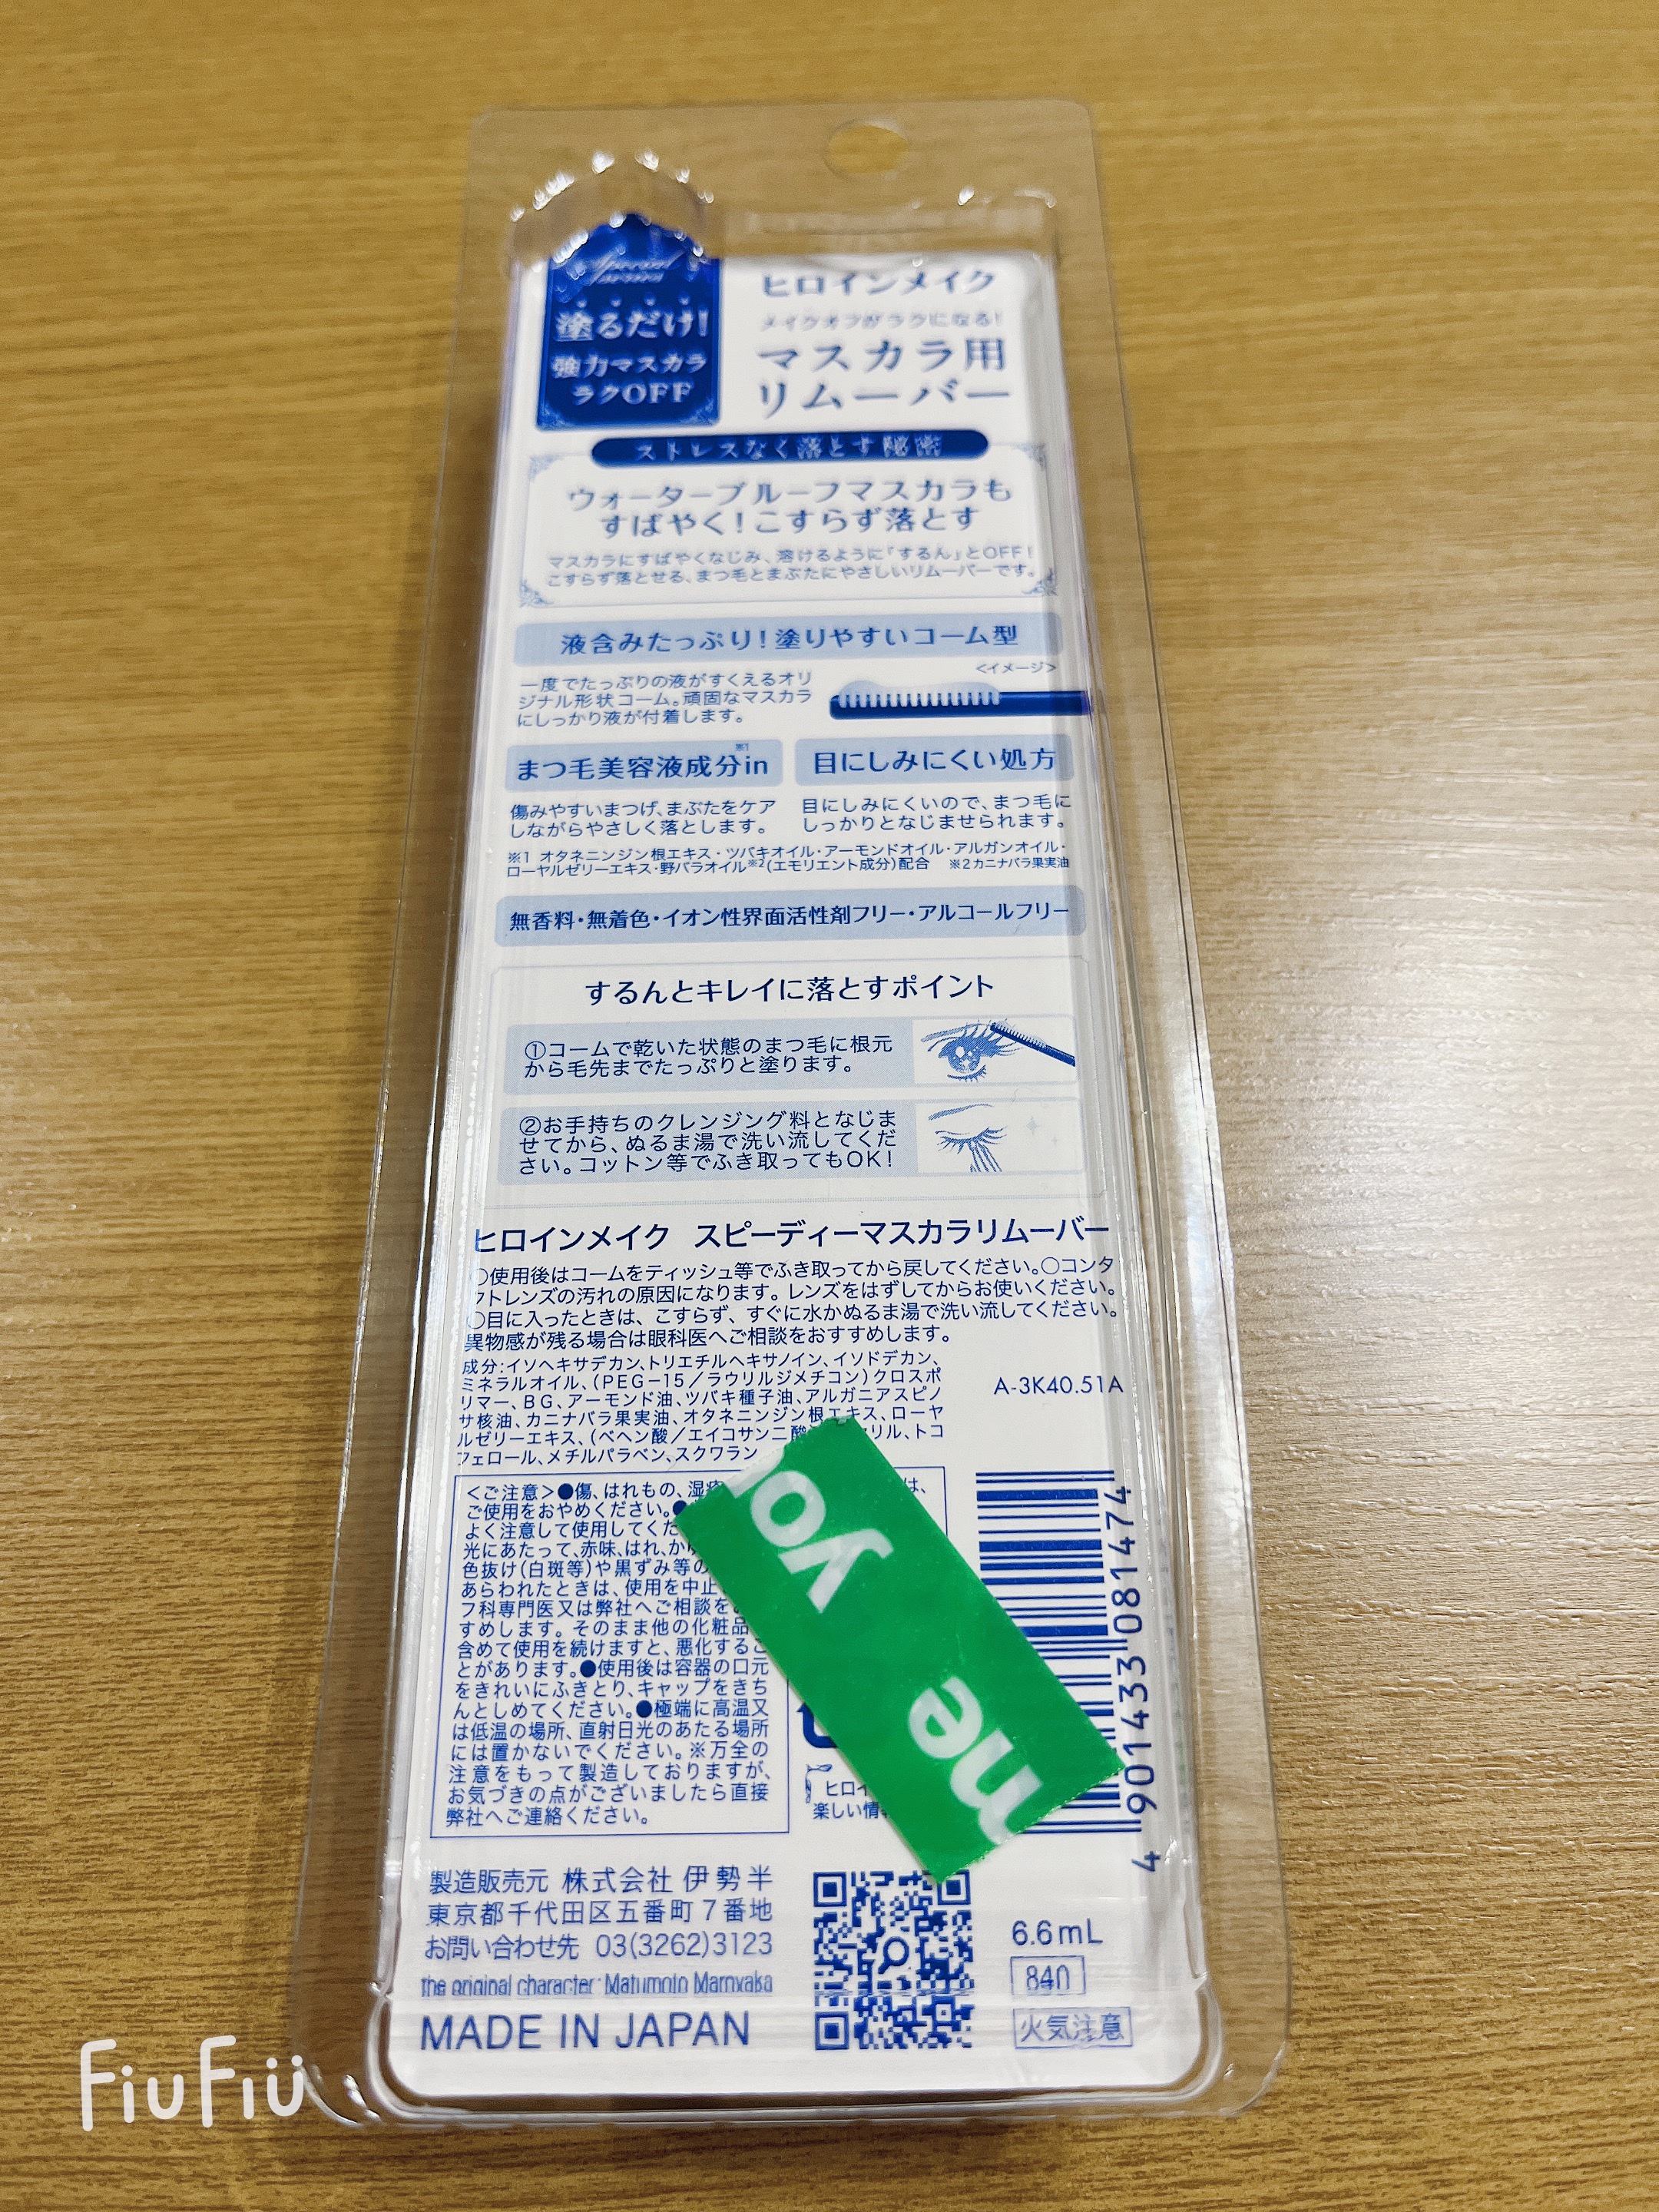 Special
塗るだけ!
強力マスカラ
ラクOFF
ヒロインメイク
メイクオフがラクになる!
マスカラ用
リムーバー
ストレスなく落とす秘密
ウォータープルーフマスカラも
すばやく!こすらず落とす
マスカラにすばやくなじみ、溶けるように「するん」とOFF!
こすらず落とせる、まつ毛とまぶたにやさしいリムーバーです。
液含みたっぷり!塗りやすいコーム型
<イメージ>
一度でたっぷりの液がすくえるオリ
ジナル形状コーム。頑固なマスカラ
にしっかり液が付着します。
まつ毛美容液成分in※1
傷みやすいまつげ、まぶたをケア
しながらやさしく落とします。
目にしみにくい処方
目にしみにくいので、まつ毛に
しっかりとなじませられます。
※1 オタネニンジン根エキス・ツバキオイル・アーモンドオイル・アルガンオイル・
ローヤルゼリーエキス・野バラオイル※2(エモリエント成分)配合 ※2カニナバラ果実油
無香料・無着色・イオン性界面活性剤フリー・アルコールフリー
するんとキレイに落とすポイント
①コームで乾いた状態のまつ毛に根元
から毛先までたっぷりと塗ります。
②お手持ちのクレンジング料となじま
せてから、ぬるま湯で洗い流してくだ
さい。コットン等でふき取ってもOK!
ヒロインメイク スピーディーマスカラリムーバー
○使用後はコームをティッシュ等でふき取ってから戻してください。○コンタ
クトレンズの汚れの原因になります。レンズをはずしてからお使いください。
○目に入ったときは、こすらず、すぐに水かぬるま湯で洗い流してください。
異物感が残る場合は眼科医へご相談をおすすめします。
成分:イソヘキサデカン、トリエチルヘキサノイン、イソドデカン、
ミネラルオイル、(PEG-15/ラウリルジメチコン)クロスポ
リマー、BG、アーモンド油、ツバキ種子油、アルガニアスピノ
サ核油、カニナバラ果実油、オタネニンジン根エキス、ローヤ
ルゼリーエキス、(ベヘン酸/エイコサン二酸 リル、トコ
フェロール、メチルパラベン、スクワラン
A-3K40.51A
<ご注意>●傷、はれもの、湿疹 は、
ご使用をおやめください。●
よく注意して使用してくだ
光にあたって、赤味、はれ、か
色抜け(白斑等)や黒ずみ等の
あらわれたときは、使用を中止
フ科専門医又は弊社へご相談を
すめします。そのまま他の化粧品
含めて使用を続けますと、悪化するこ
とがあります。●使用後は容器の口元
をきれいにふきとり、キャップをきち
んとしめてください。●極端に高温又
は低温の場所、直射日光のあたる場所
には置かないでください。※万全の
注意をもって製造しておりますが、
お気づきの点がございましたら直接
弊社へご連絡ください。
yo
me
ヒロイ
楽しい情
4 901433 081474
製造販売元 株式会社 伊勢半
東京都千代田区五番町7番地
お問い合わせ先 03(3262)3123
the original character:Matumoto Maroyaka
MADE IN JAPAN
6.6mL
840
火気注意
FiuFiu